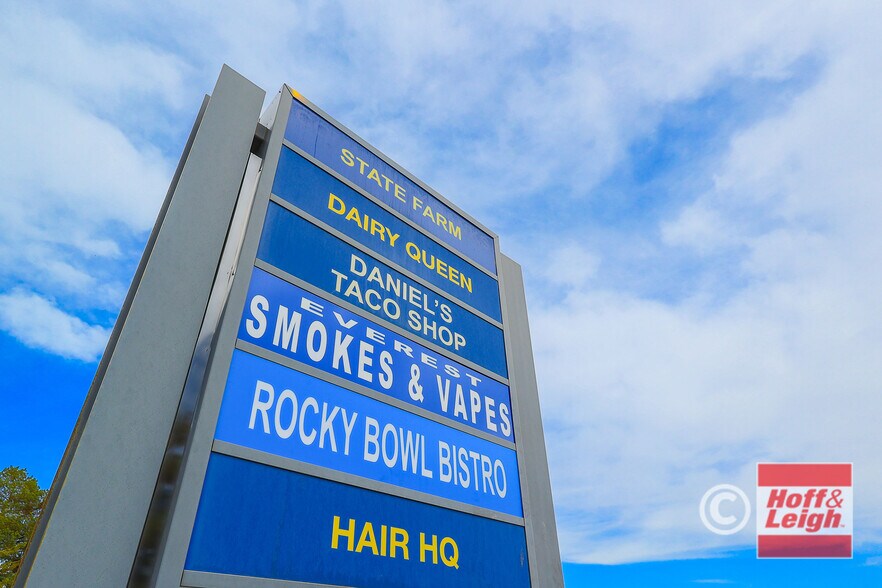 STATE FARM
DAIRY QUEEN
DANIEL'S
TACO SHOP
EVEREST
SMOKES & VAPES
ROCKY BOWL BISTRO
HAIR HQ
© Hoff&
Leigh